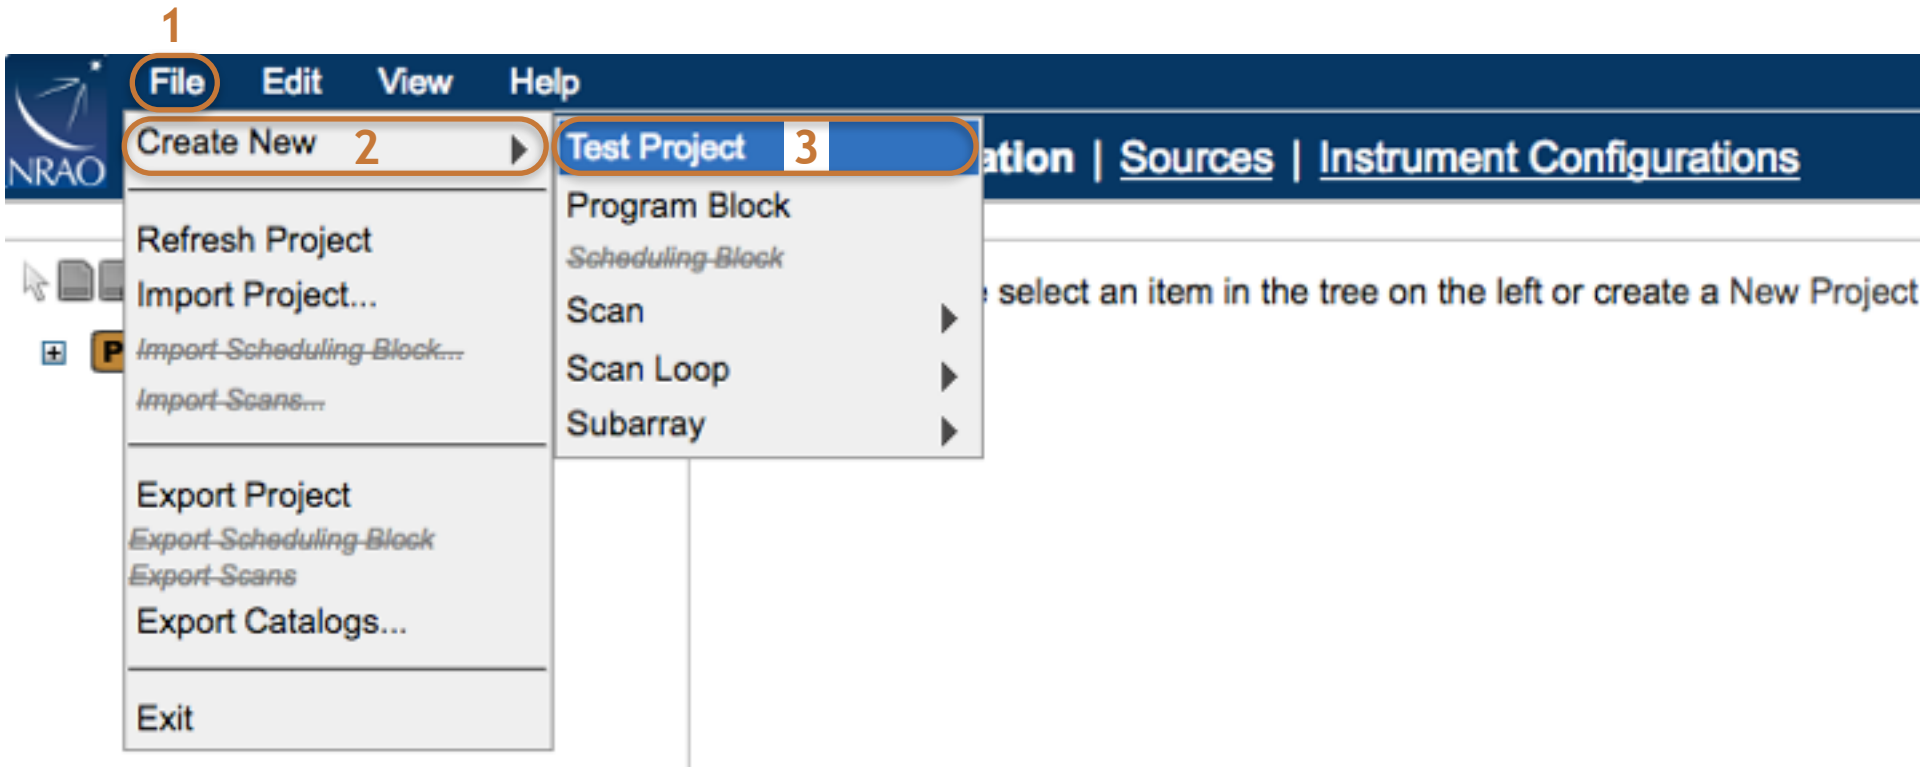 1
File Edit View Help
NRAO
Create New 2
Test Project 3
ation | Sources | Instrument Configurations
Program Block
Refresh Project
Scheduling Block
select an item in the tree on the left or create a New Project
Import Project...
Scan
P
Import Scheduling Block...
Scan Loop
Import Scans...
Subarray
Export Project
Export Scheduling Block
Export Scans
Export Catalogs...
Exit